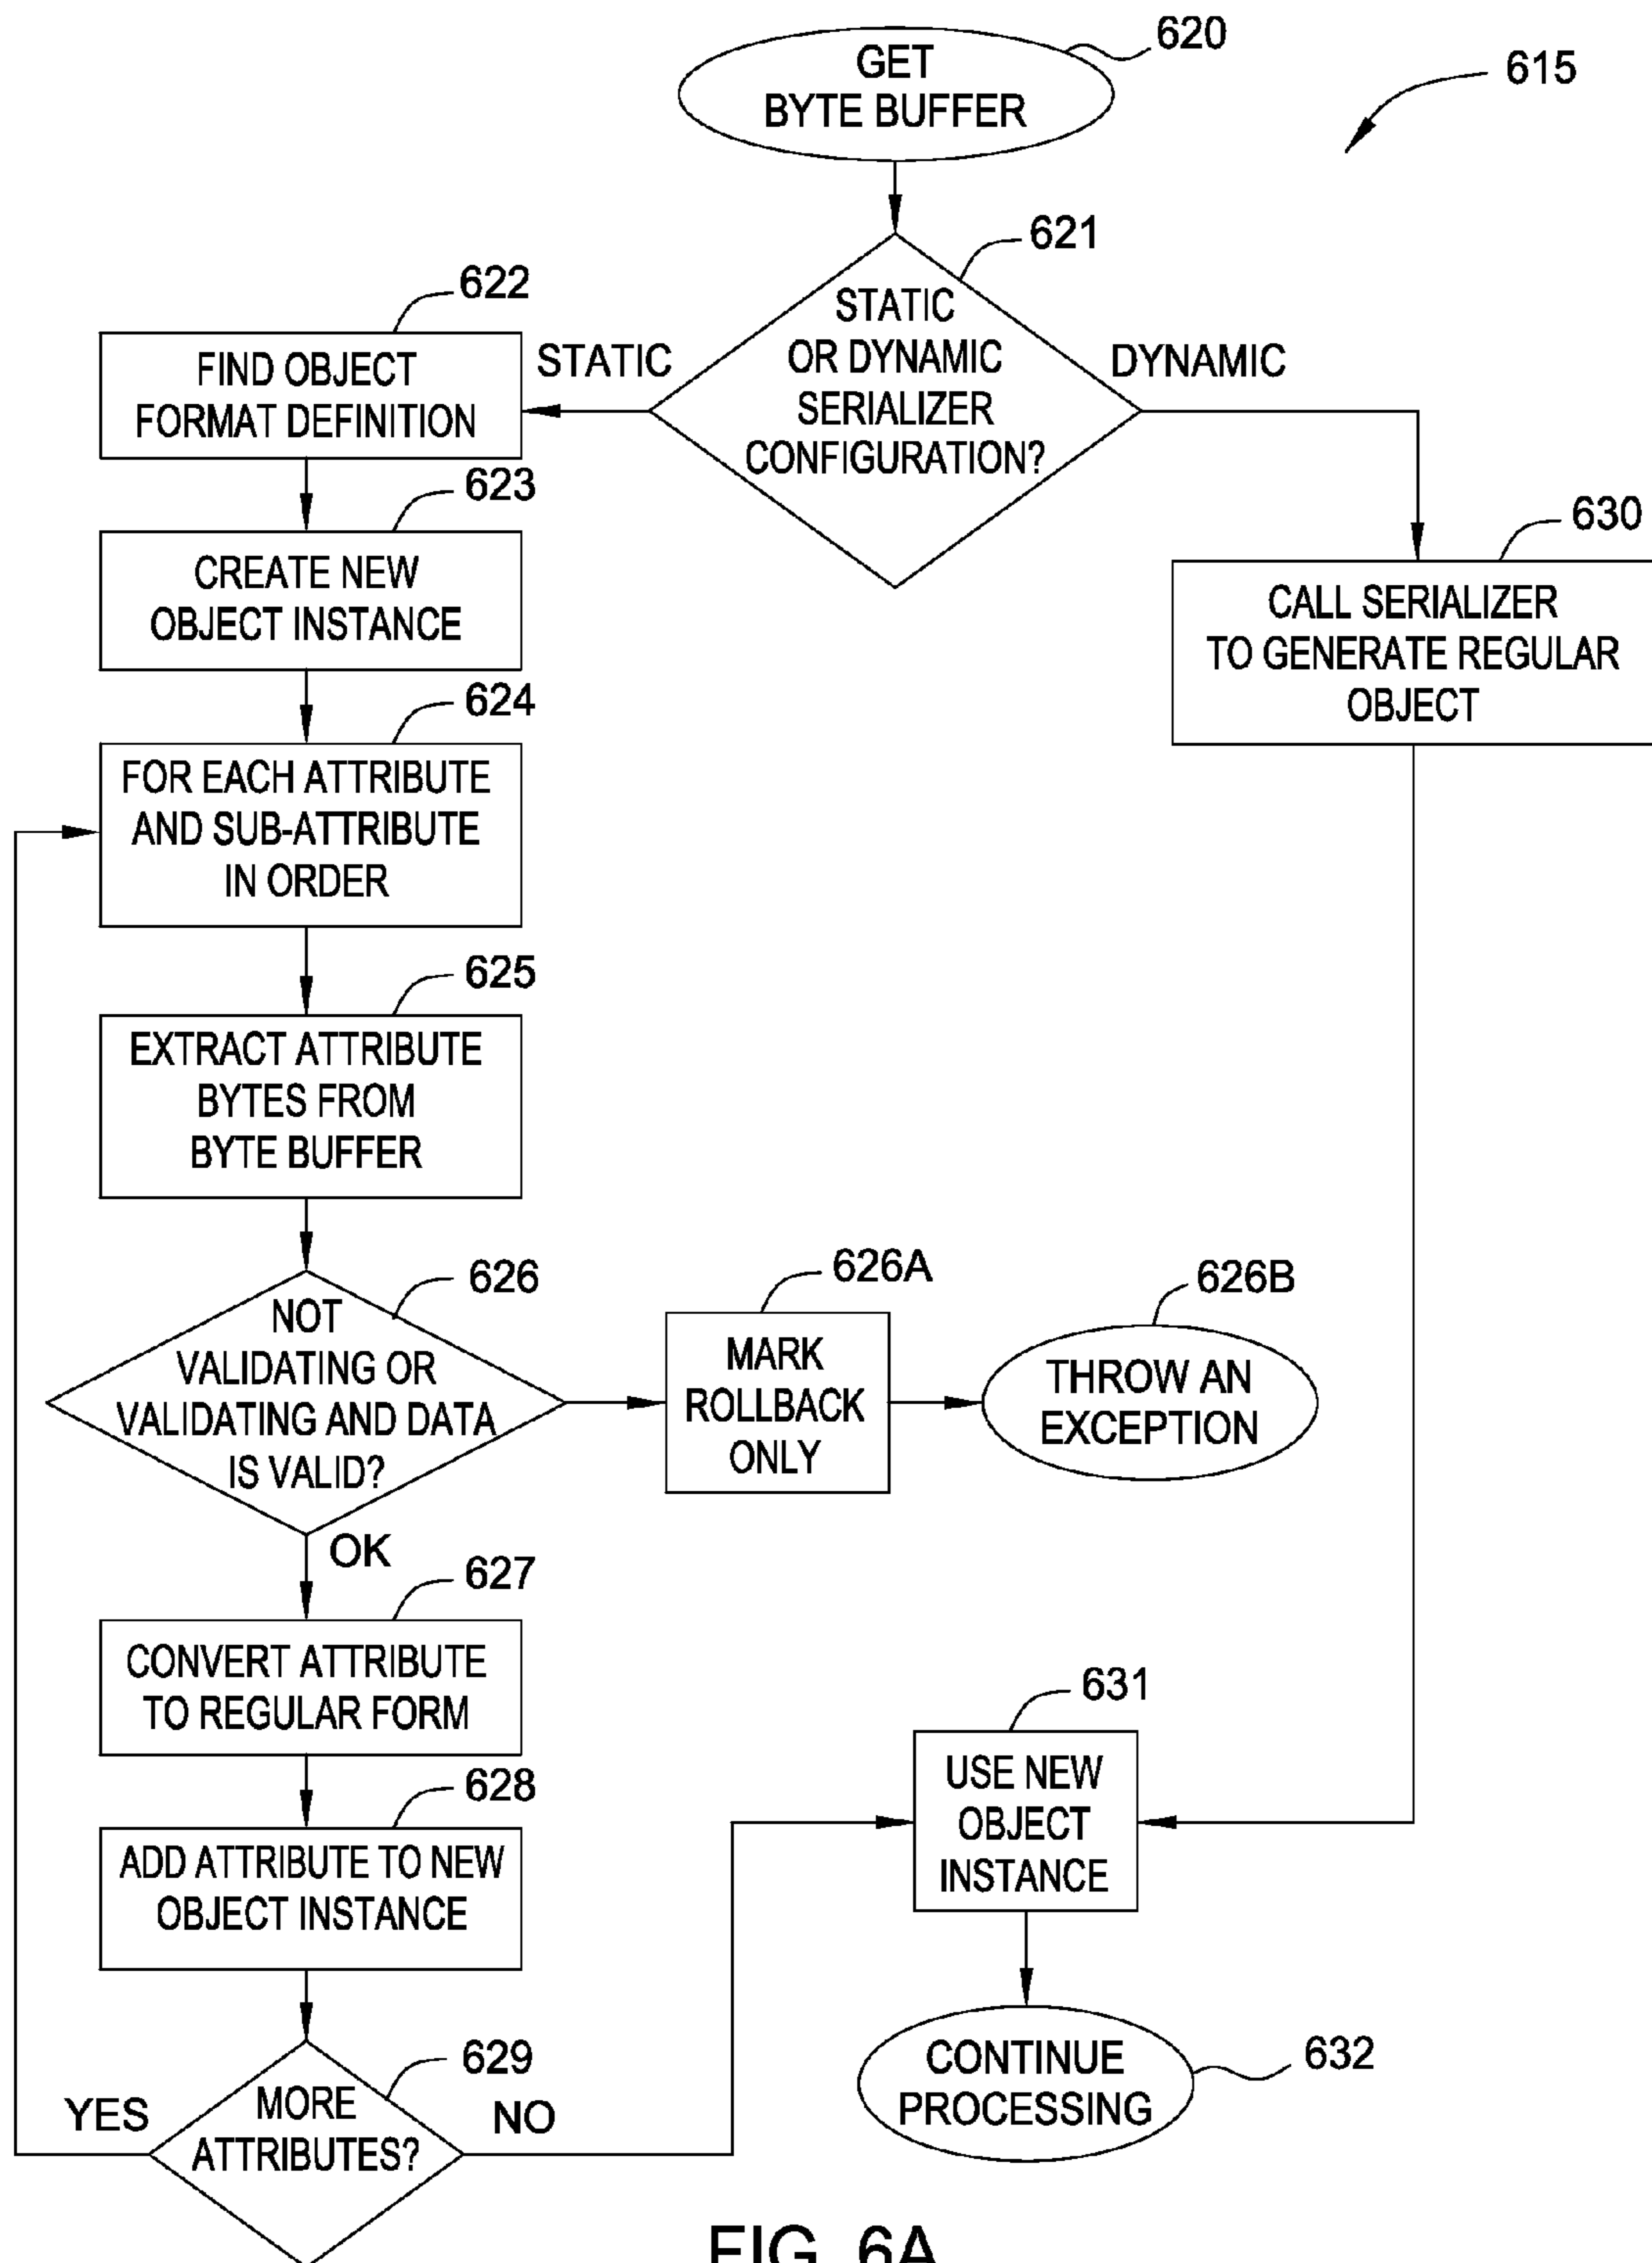 620
GET
BYTE BUFFER
615
621
STATIC
OR DYNAMIC
SERIALIZER
CONFIGURATION?
STATIC
DYNAMIC
622
FIND OBJECT
FORMAT DEFINITION
623
CREATE NEW
OBJECT INSTANCE
630
CALL SERIALIZER
TO GENERATE REGULAR
OBJECT
624
FOR EACH ATTRIBUTE
AND SUB-ATTRIBUTE
IN ORDER
625
EXTRACT ATTRIBUTE
BYTES FROM
BYTE BUFFER
626
NOT
VALIDATING OR
VALIDATING AND DATA
IS VALID?
626A
MARK
ROLLBACK
ONLY
626B
THROW AN
EXCEPTION
OK
627
CONVERT ATTRIBUTE
TO REGULAR FORM
628
ADD ATTRIBUTE TO NEW
OBJECT INSTANCE
631
USE NEW
OBJECT
INSTANCE
629
MORE
ATTRIBUTES?
YES
NO
632
CONTINUE
PROCESSING
FIG. 6A